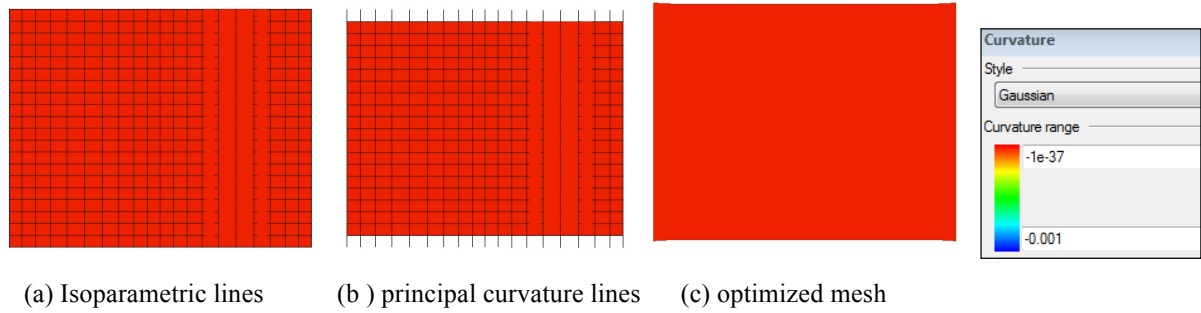 Curvature
Style
Gaussian
Curvature range
-1e-37
-0.001
(a) Isoparametric lines
(b ) principal curvature lines
(c) optimized mesh